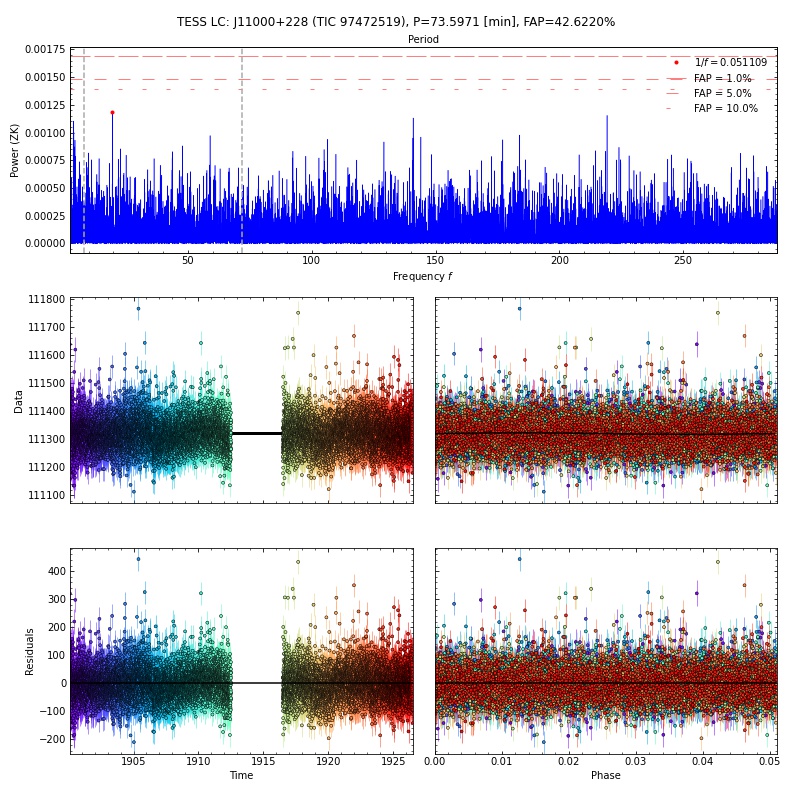 TESS LC: J11000+228 (TIC 97472519), P=73.5971 [min], FAP=42.6220%
Period
0.00175
0.00150
0.00125
0.00100
0.00075
0.00050
0.00025
0.00000
Power (ZK)
1/f = 0.051109
FAP = 1.0%
FAP = 5.0%
FAP = 10.0%
50 100 150 200 250
Frequency f
111800
111700
111600
111500
111400
111300
111200
111100
Data
400
300
200
100
0
−100
−200
Residuals
1905 1910 1915 1920 1925
Time
0.00 0.01 0.02 0.03 0.04 0.05
Phase